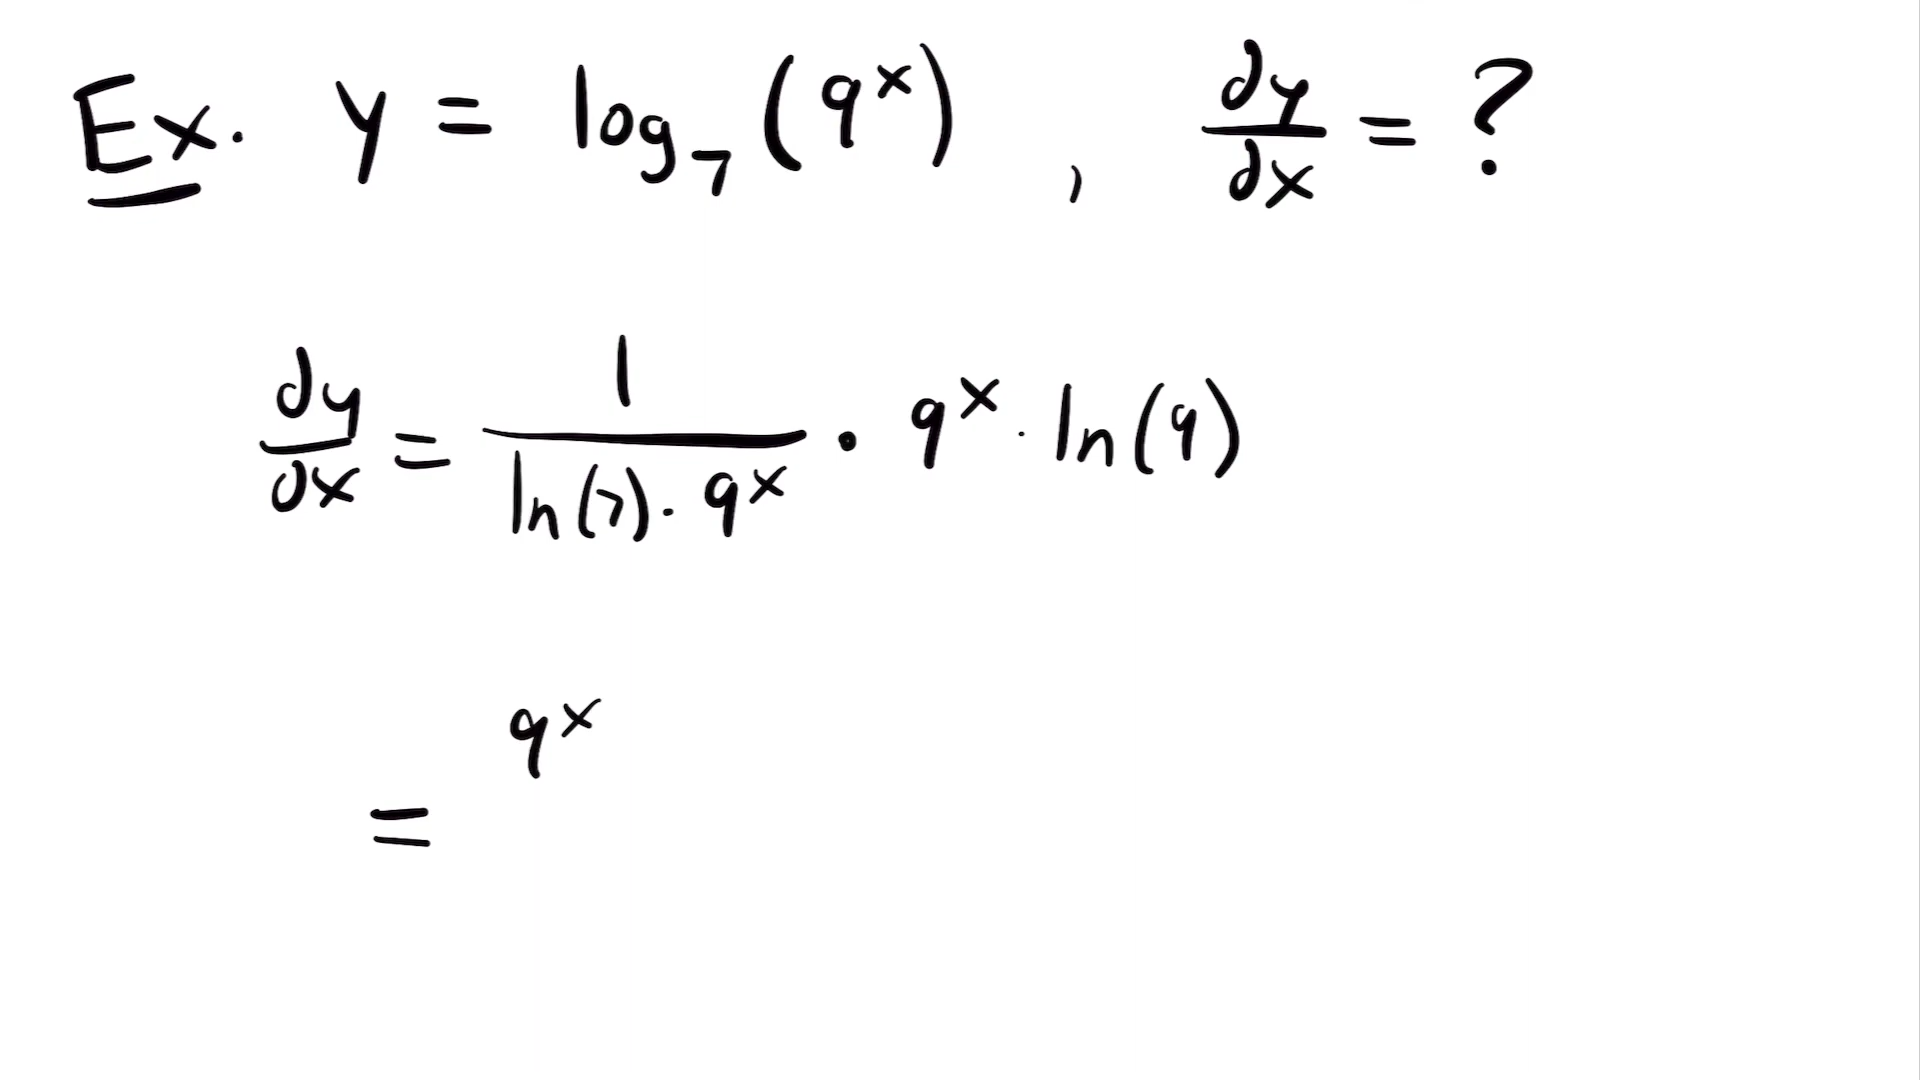 Ex. y = log₇(9ˣ) , dy/dx = ?
dy/dx = 1/(ln(7) · 9ˣ) · 9ˣ · ln(9)
= 9ˣ